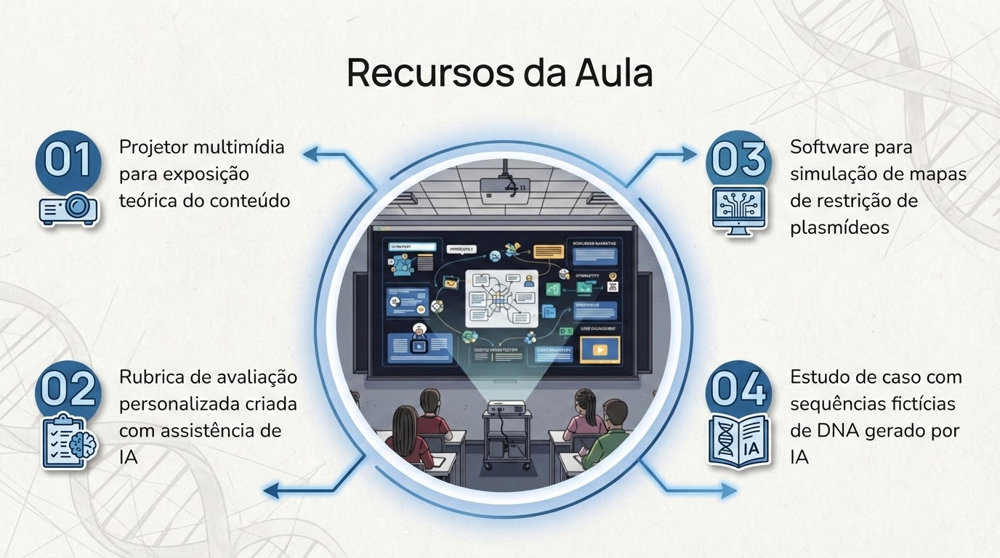 Recursos da Aula
01
Projetor multimídia
para exposição
teórica do conteúdo
02
Rubrica de avaliação
personalizada criada
com assistência de
IA
03
Software para
simulação de mapas
de restrição de
plasmídeos
04
Estudo de caso com
sequências fictícias
de DNA gerado por
IA
IA